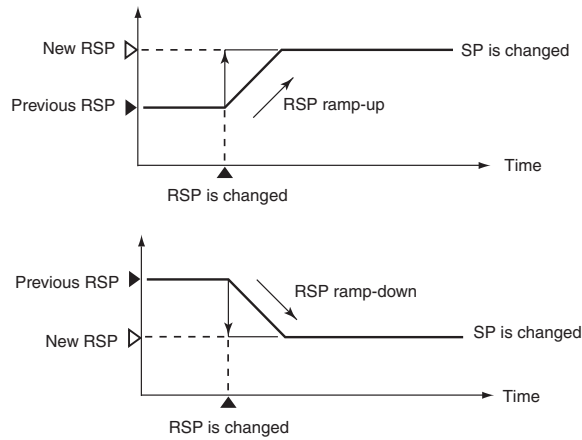 New RSP
SP is changed
Previous RSP
RSP ramp-up
Time
RSP is changed
Previous RSP
RSP ramp-down
New RSP
SP is changed
Time
RSP is changed